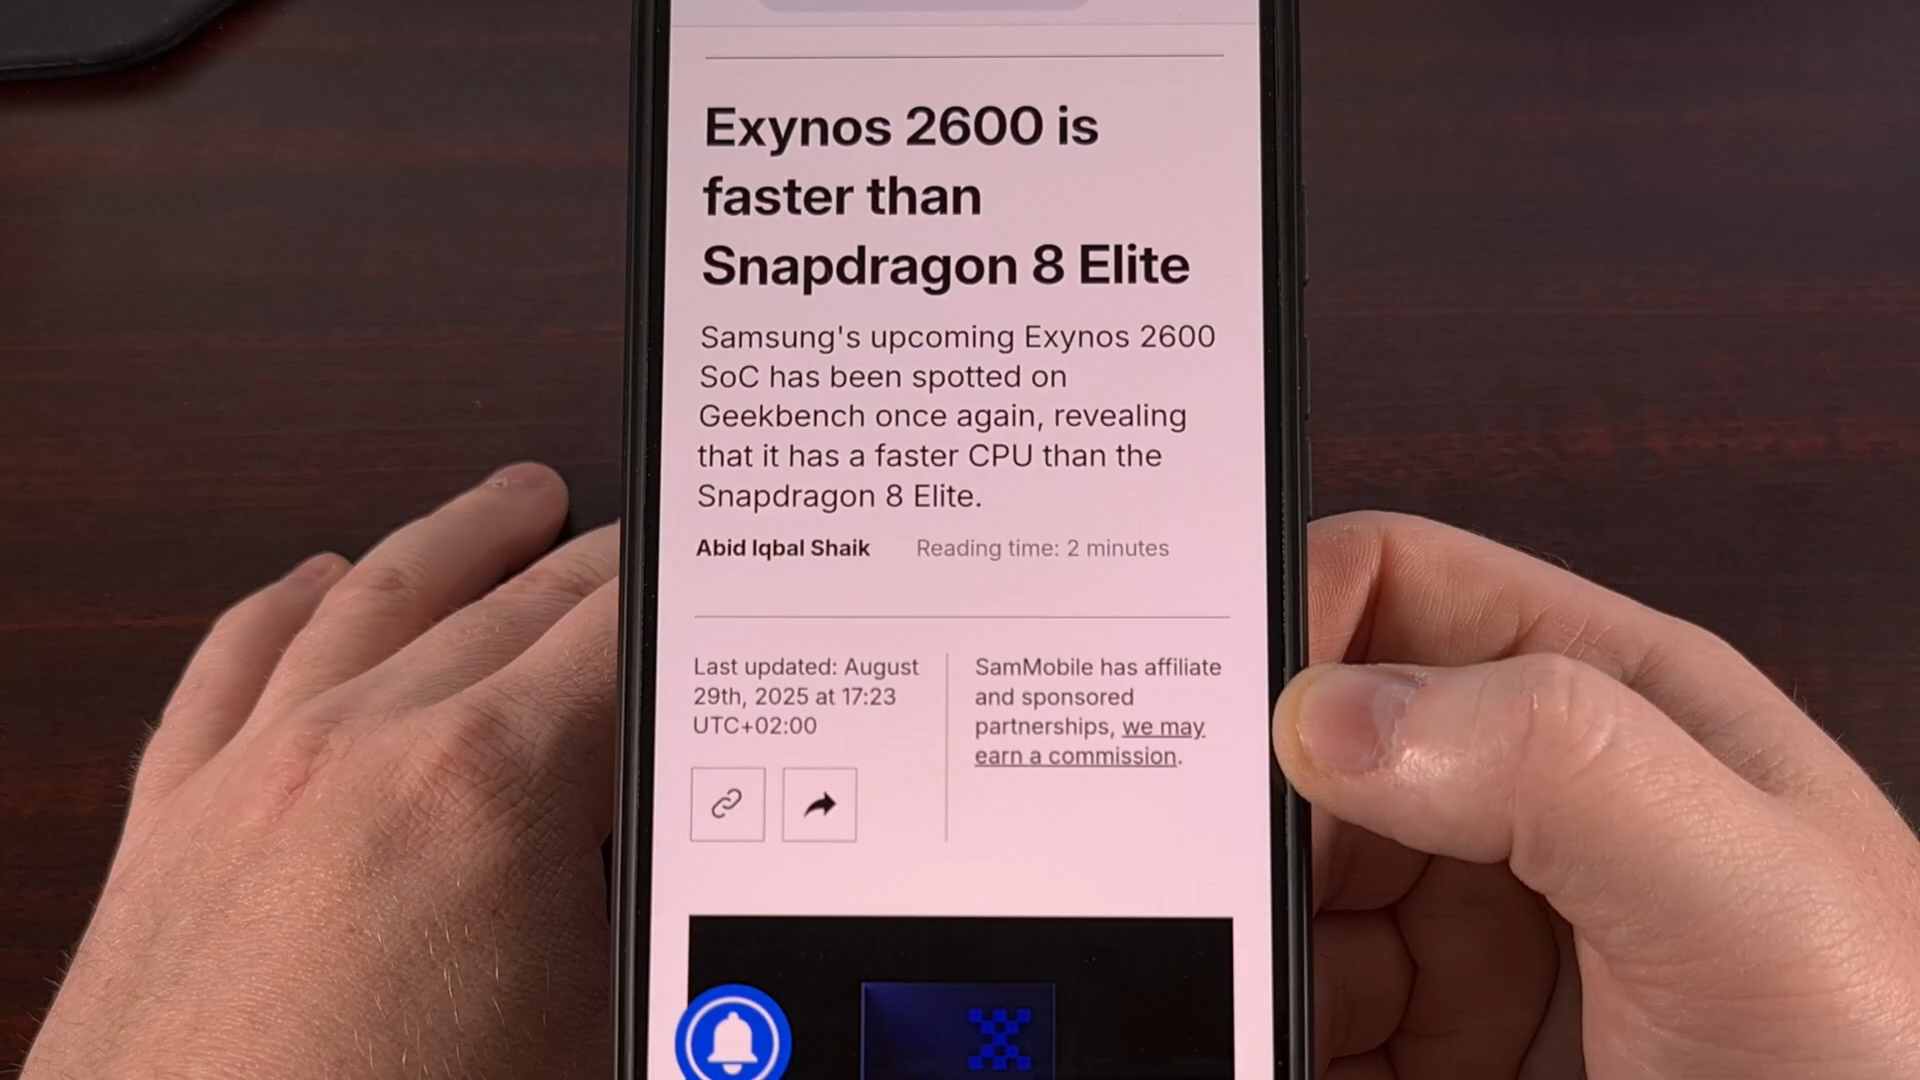 Exynos 2600 is
faster than
Snapdragon 8 Elite
Samsung's upcoming Exynos 2600
SoC has been spotted on
Geekbench once again, revealing
that it has a faster CPU than the
Snapdragon 8 Elite.
Abid Iqbal Shaik Reading time: 2 minutes
Last updated: August
29th, 2025 at 17:23
UTC+02:00
SamMobile has affiliate
and sponsored
partnerships, we may
earn a commission.